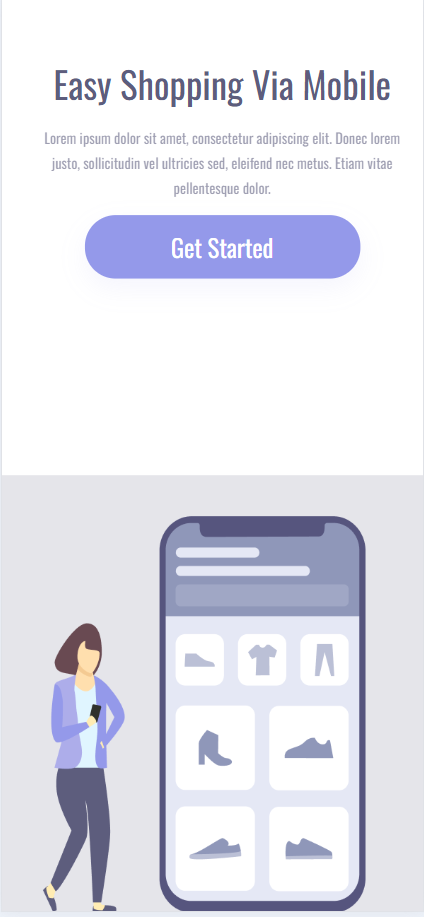 Easy Shopping Via Mobile
Lorem ipsum dolor sit amet, consectetur adipiscing elit. Donec lorem
justo, sollicitudin vel ultricies sed, eleifend nec metus. Etiam vitae
pellentesque dolor.
Get Started